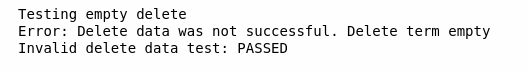 Testing empty delete
Error: Delete data was not successful. Delete term empty
Invalid delete data test: PASSED